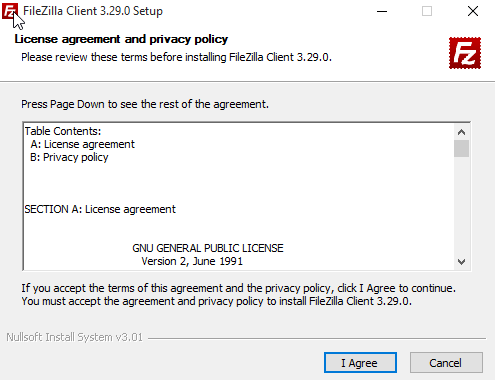 FileZilla Client 3.29.0 Setup
License agreement and privacy policy
Please review these terms before installing FileZilla Client 3.29.0.
Press Page Down to see the rest of the agreement.
Table Contents:
A: License agreement
B: Privacy policy
SECTION A: License agreement
GNU GENERAL PUBLIC LICENSE
Version 2, June 1991
If you accept the terms of this agreement and the privacy policy, click I Agree to continue.
You must accept the agreement and privacy policy to install FileZilla Client 3.29.0.
Nullsoft Install System v3.01
I Agree
Cancel